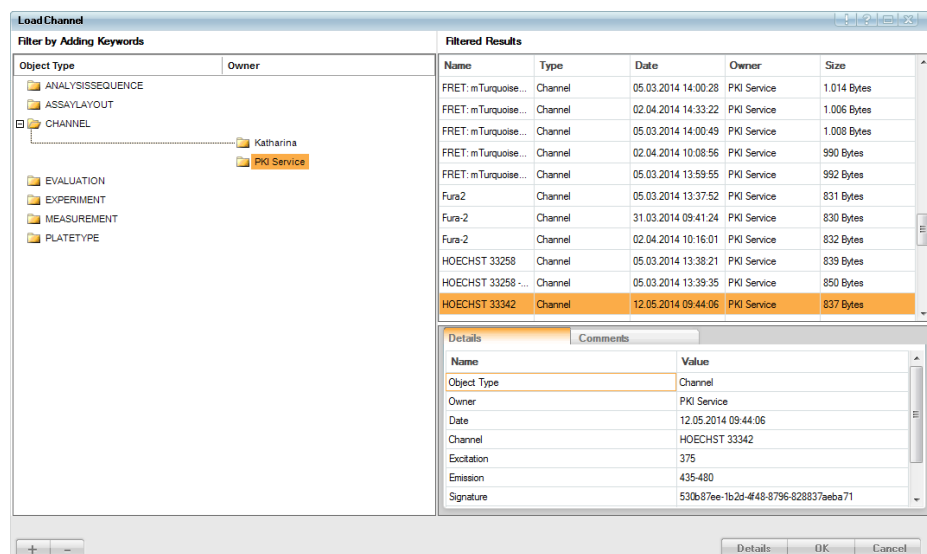 Load Channel
Filter by Adding Keywords
Object Type Owner
ANALYSISSEQUENCE
ASSAYLAYOUT
CHANNEL
Katharina
PKI Service
EVALUATION
EXPERIMENT
MEASUREMENT
PLATETYPE
Filtered Results
Name Type Date Owner Size
FRET: mTurquoise... Channel 05.03.2014 14:00:28 PKI Service 1.014 Bytes
FRET: mTurquoise... Channel 02.04.2014 14:33:22 PKI Service 1.006 Bytes
FRET: mTurquoise... Channel 05.03.2014 14:00:49 PKI Service 1.008 Bytes
FRET: mTurquoise... Channel 02.04.2014 10:08:56 PKI Service 990 Bytes
FRET: mTurquoise... Channel 05.03.2014 13:59:55 PKI Service 992 Bytes
Fura2 Channel 05.03.2014 13:37:52 PKI Service 831 Bytes
Fura-2 Channel 31.03.2014 09:41:24 PKI Service 830 Bytes
Fura-2 Channel 02.04.2014 10:16:01 PKI Service 832 Bytes
HOECHST 33258 Channel 05.03.2014 13:38:21 PKI Service 839 Bytes
HOECHST 33258 -... Channel 05.03.2014 13:39:35 PKI Service 850 Bytes
HOECHST 33342 Channel 12.05.2014 09:44:06 PKI Service 837 Bytes
Details Comments
Name Value
Object Type Channel
Owner PKI Service
Date 12.05.2014 09:44:06
Channel HOECHST 33342
Excitation 375
Emission 435-480
Signature 530b87ee-1b2d-4f48-8796-828837aeba71
+ − Details OK Cancel